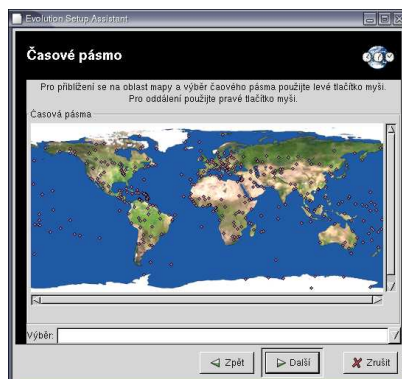 Evolution Setup Assistant
Časové pásmo
Pro přiblížení se na oblast mapy a výběr čaového pásma použijte levé tlačítko myši.
Pro oddálení použijte pravé tlačítko myši.
Časová pásma
Výběr:
Zpět
Další
Zrušit